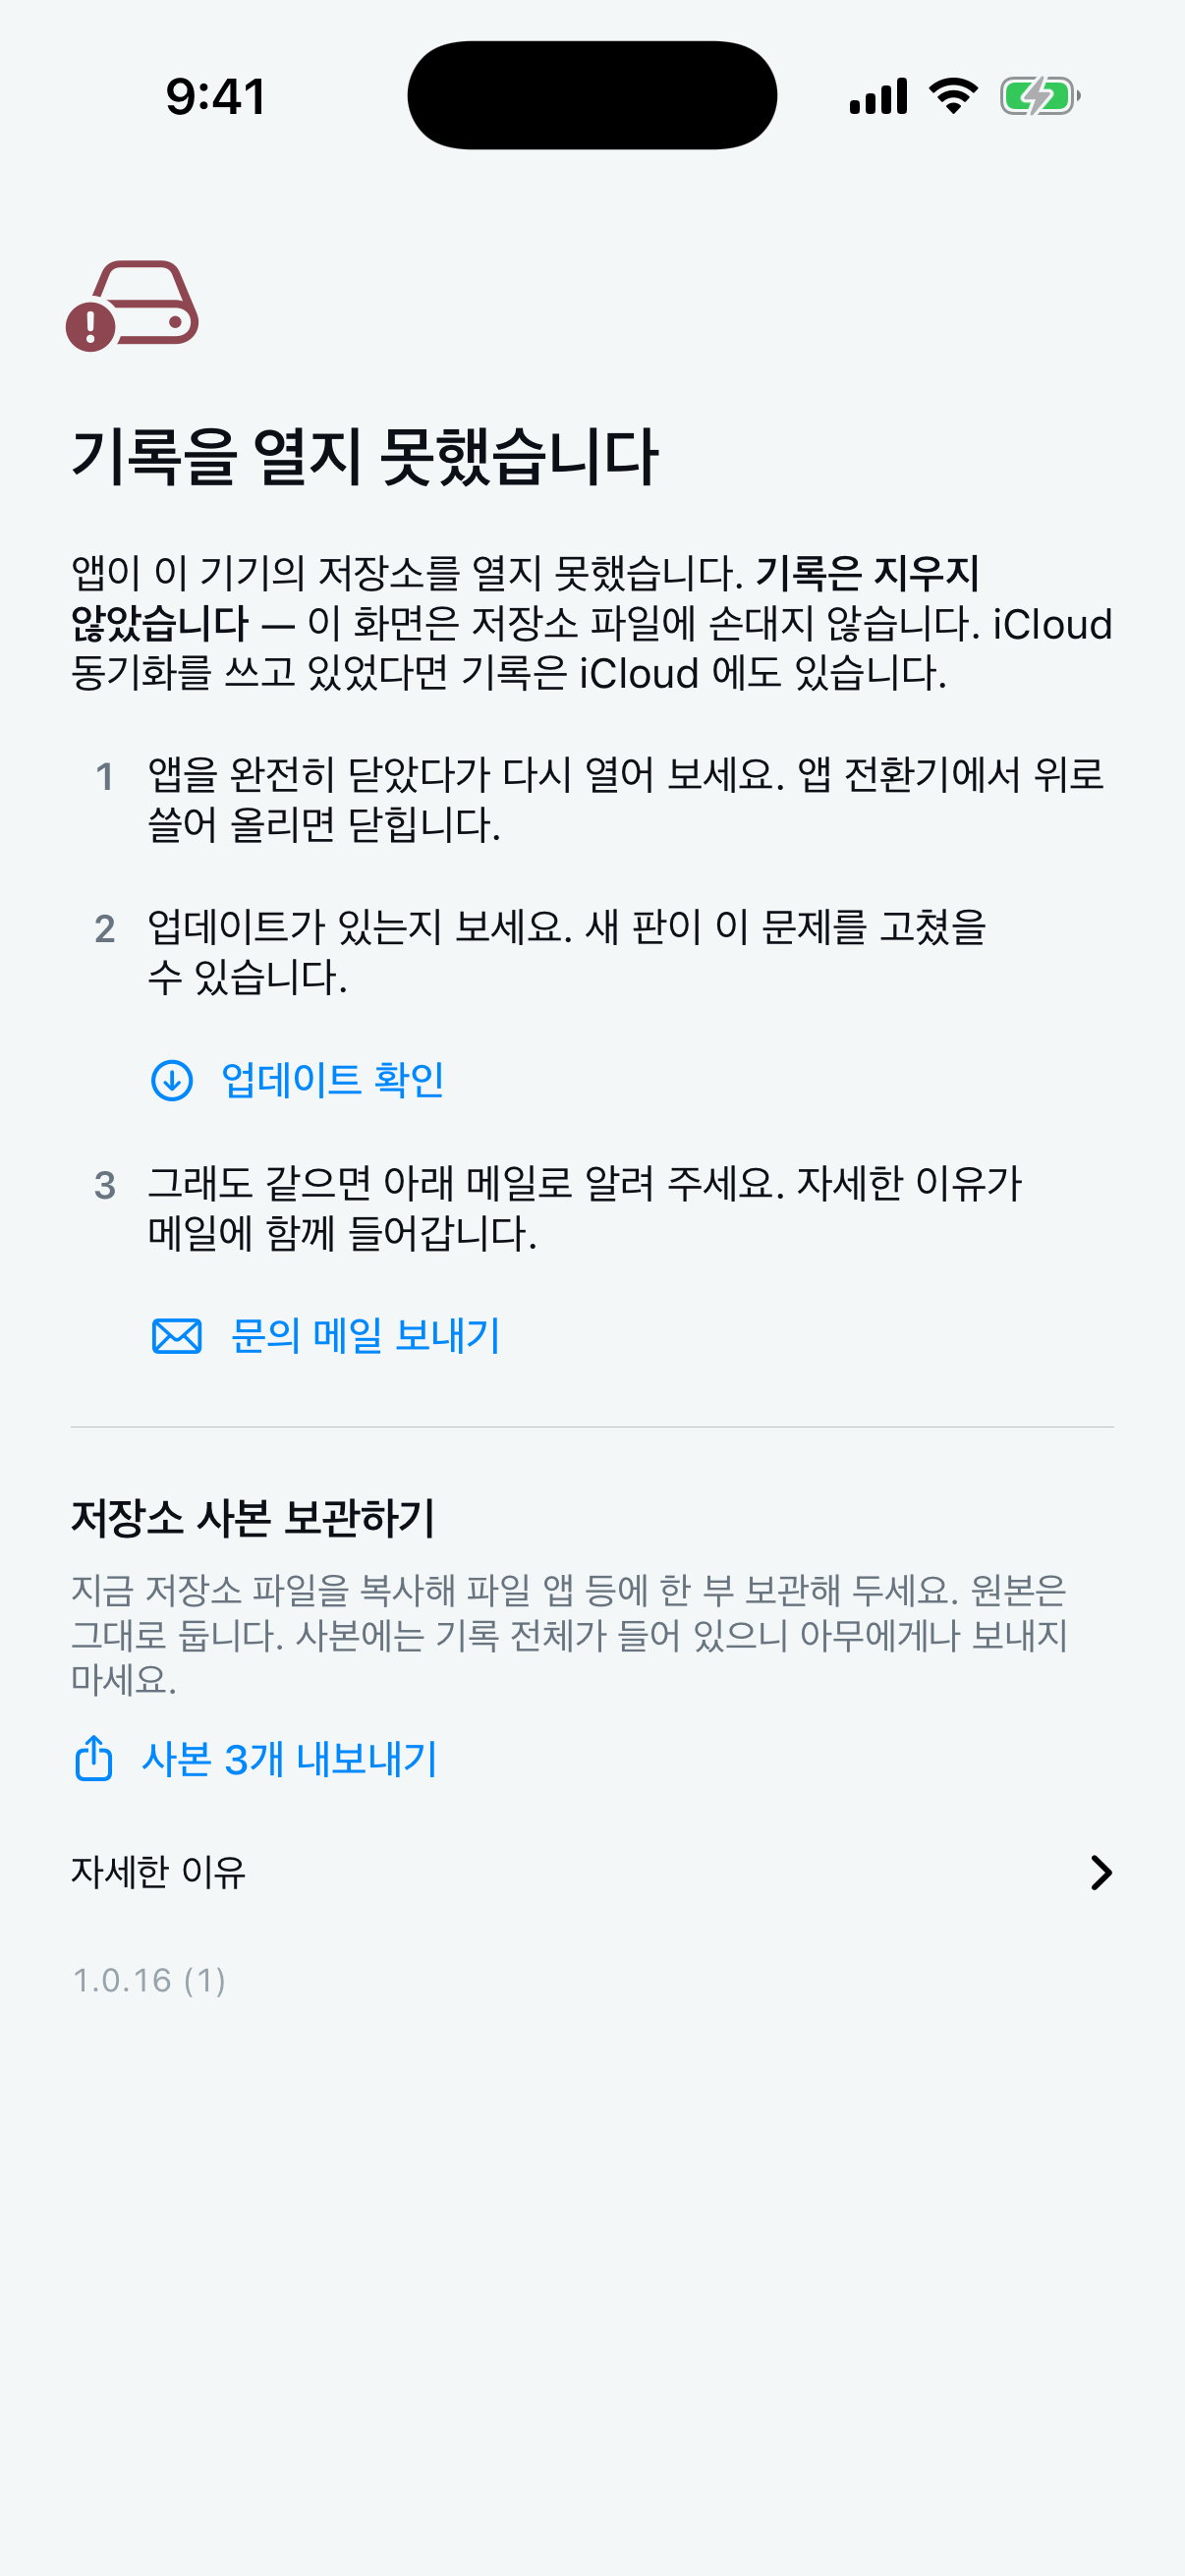 9:41
기록을 열지 못했습니다
앱이 이 기기의 저장소를 열지 못했습니다. 기록은 지우지
않았습니다 — 이 화면은 저장소 파일에 손대지 않습니다. iCloud
동기화를 쓰고 있었다면 기록은 iCloud 에도 있습니다.
1 앱을 완전히 닫았다가 다시 열어 보세요. 앱 전환기에서 위로
쓸어 올리면 닫힙니다.
2 업데이트가 있는지 보세요. 새 판이 이 문제를 고쳤을
수 있습니다.
업데이트 확인
3 그래도 같으면 아래 메일로 알려 주세요. 자세한 이유가
메일에 함께 들어갑니다.
문의 메일 보내기
저장소 사본 보관하기
지금 저장소 파일을 복사해 파일 앱 등에 한 부 보관해 두세요. 원본은
그대로 둡니다. 사본에는 기록 전체가 들어 있으니 아무에게나 보내지
마세요.
사본 3개 내보내기
자세한 이유
1.0.16 (1)